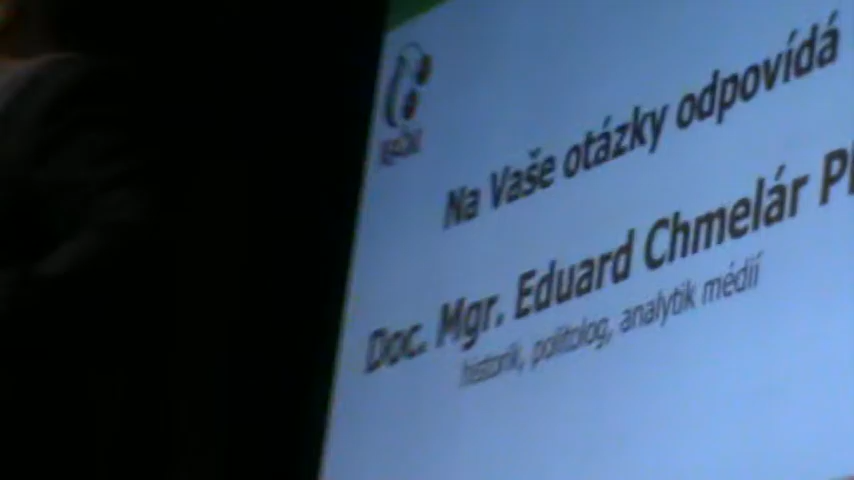 Na Vaše otázky odpovídá
Doc. Mgr. Eduard Chmelár
historik, politolog, analytik médií